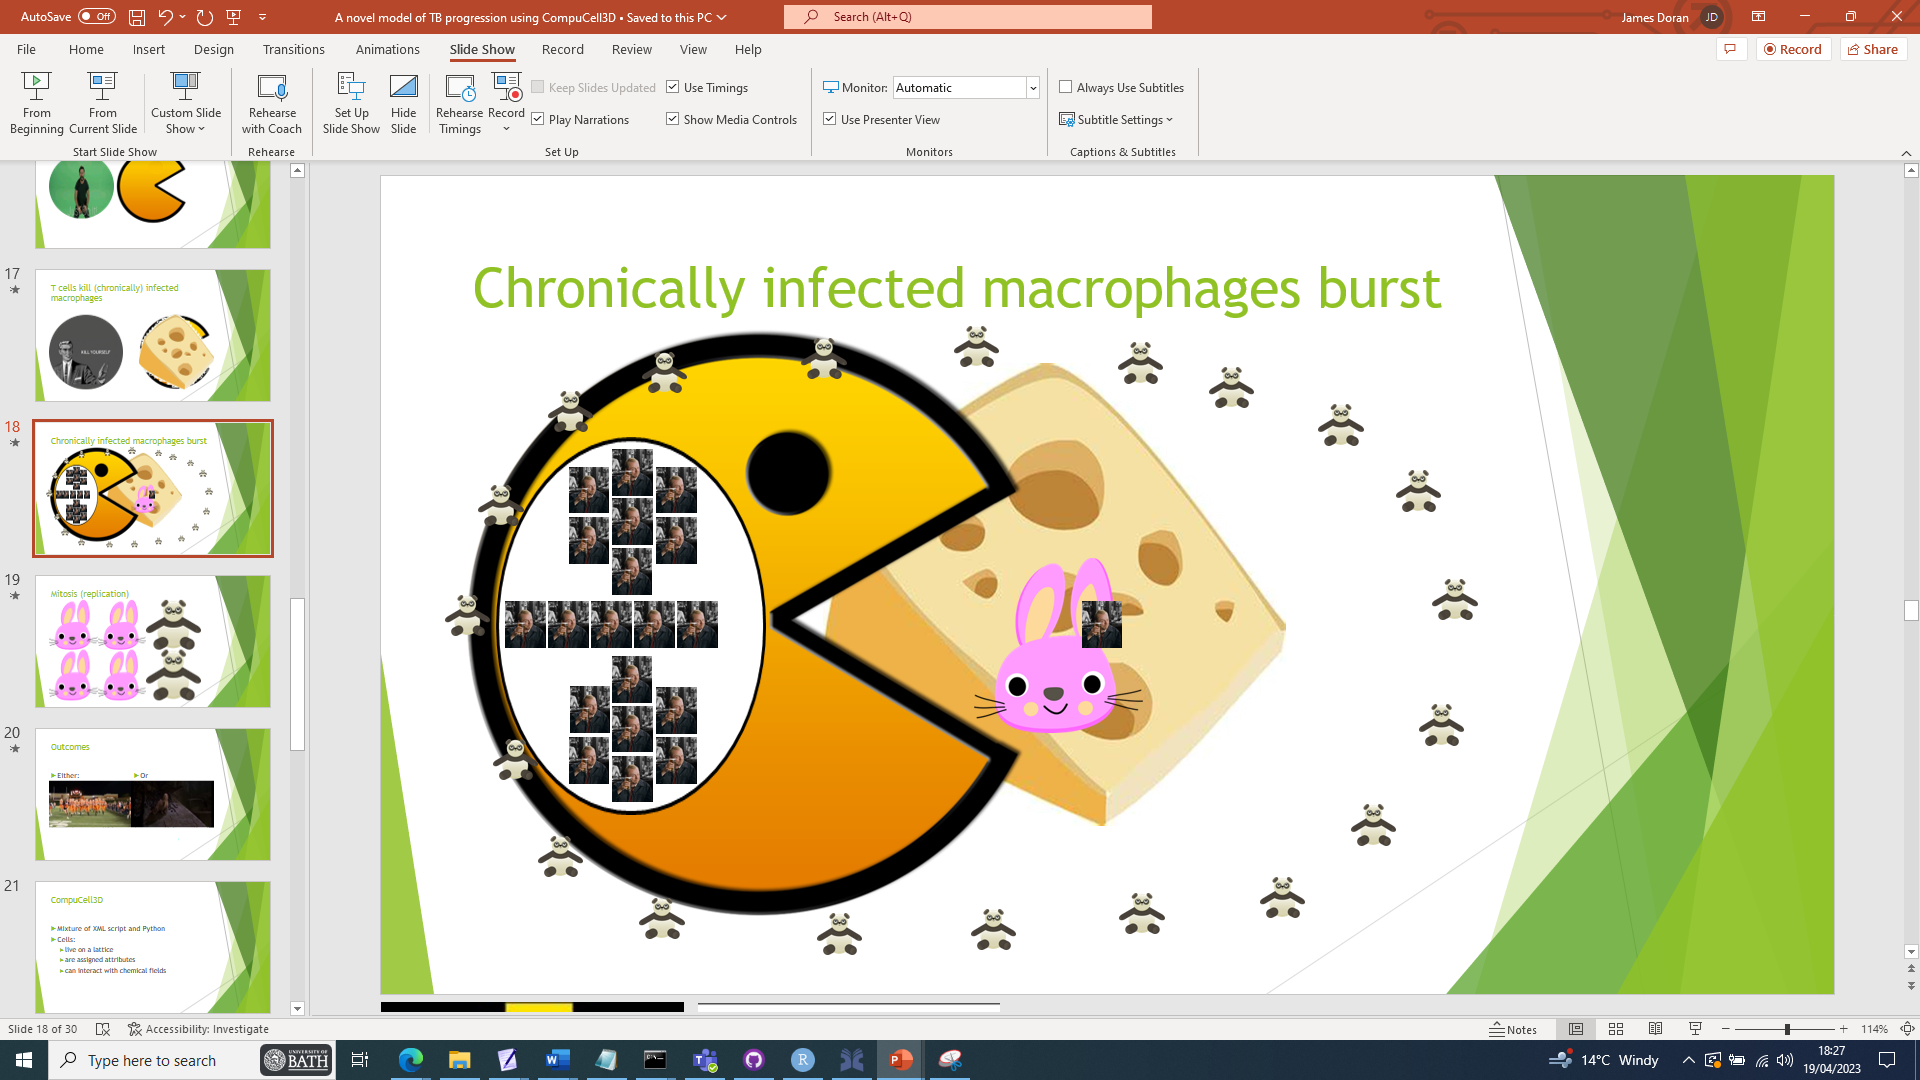 AutoSave Off
A novel model of TB progression using CompuCell3D • Saved to this PC
Search (Alt+Q)
James Doran JD
File Home Insert Design Transitions Animations Slide Show Record Review View Help
Record Share
From Beginning
From Current Slide
Custom Slide Show
Rehearse with Coach
Set Up Slide Show
Hide Slide
Rehearse Timings
Record
Keep Slides Updated
Play Narrations
Use Timings
Show Media Controls
Monitor: Automatic
Use Presenter View
Always Use Subtitles
Subtitle Settings
Start Slide Show Rehearse Set Up Monitors Captions & Subtitles
17
T cells kill (chronically) infected
macrophages
KILL YOURSELF
18
Chronically infected macrophages burst
19
Mitosis (replication)
20
Outcomes
Either: Or
21
CompuCell3D
Mixture of XML script and Python
Cells:
live on a lattice
are assigned attributes
can interact with chemical fields
Chronically infected macrophages burst
Slide 18 of 30 Accessibility: Investigate
Notes 114%
Type here to search
UNIVERSITY OF
BATH
14°C Windy
18:27
19/04/2023